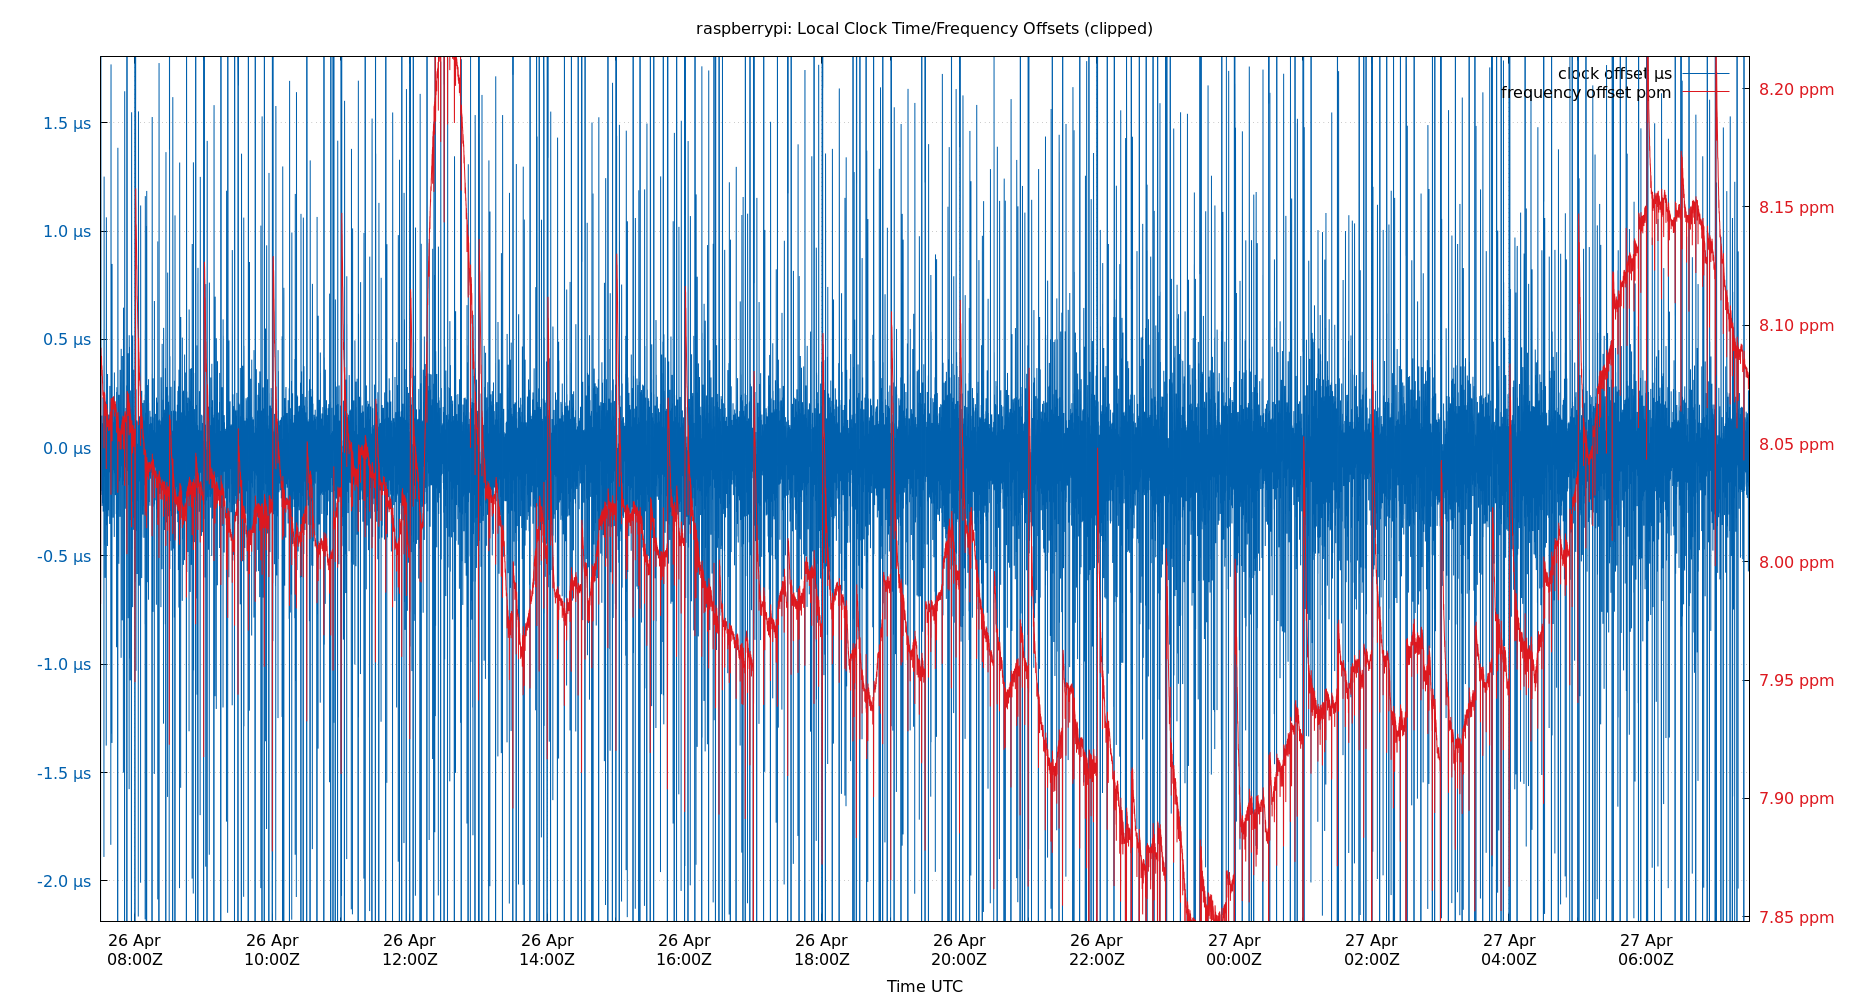 raspberrypi: Local Clock Time/Frequency Offsets (clipped)
clock offset µs
frequency offset ppm
1.5 µs
1.0 µs
0.5 µs
0.0 µs
-0.5 µs
-1.0 µs
-1.5 µs
-2.0 µs
8.20 ppm
8.15 ppm
8.10 ppm
8.05 ppm
8.00 ppm
7.95 ppm
7.90 ppm
7.85 ppm
26 Apr
08:00Z
26 Apr
10:00Z
26 Apr
12:00Z
26 Apr
14:00Z
26 Apr
16:00Z
26 Apr
18:00Z
26 Apr
20:00Z
26 Apr
22:00Z
27 Apr
00:00Z
27 Apr
02:00Z
27 Apr
04:00Z
27 Apr
06:00Z
Time UTC